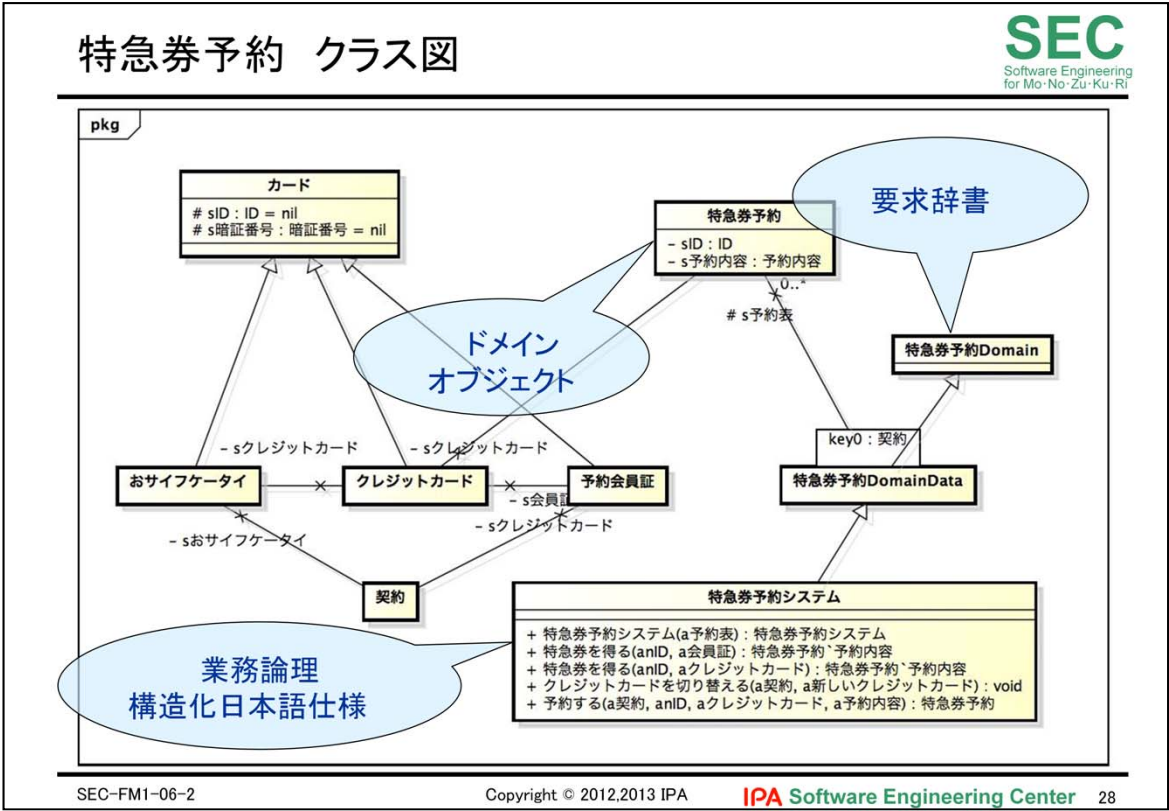 特急券予約 クラス図
SEC
Software Engineering
for Mo・No・Zu・Ku・Ri
pkg
カード
# sID : ID = nil
# s暗証番号 : 暗証番号 = nil
特急券予約
- sID : ID
- s予約内容 : 予約内容
要求辞書
0..*
# s予約表
ドメイン
オブジェクト
特急券予約Domain
key0 : 契約
- sクレジットカード
- sクレジットカード
おサイフケータイ
クレジットカード
予約会員証
特急券予約DomainData
- s会員証
- sクレジットカード
- sおサイフケータイ
契約
特急券予約システム
+ 特急券予約システム(a予約表) : 特急券予約システム
+ 特急券を得る(anID, a会員証) : 特急券予約`予約内容
+ 特急券を得る(anID, aクレジットカード) : 特急券予約`予約内容
+ クレジットカードを切り替える(a契約, a新しいクレジットカード) : void
+ 予約する(a契約, anID, aクレジットカード, a予約内容) : 特急券予約
業務論理
構造化日本語仕様
SEC-FM1-06-2
Copyright © 2012,2013 IPA
IPA Software Engineering Center
28